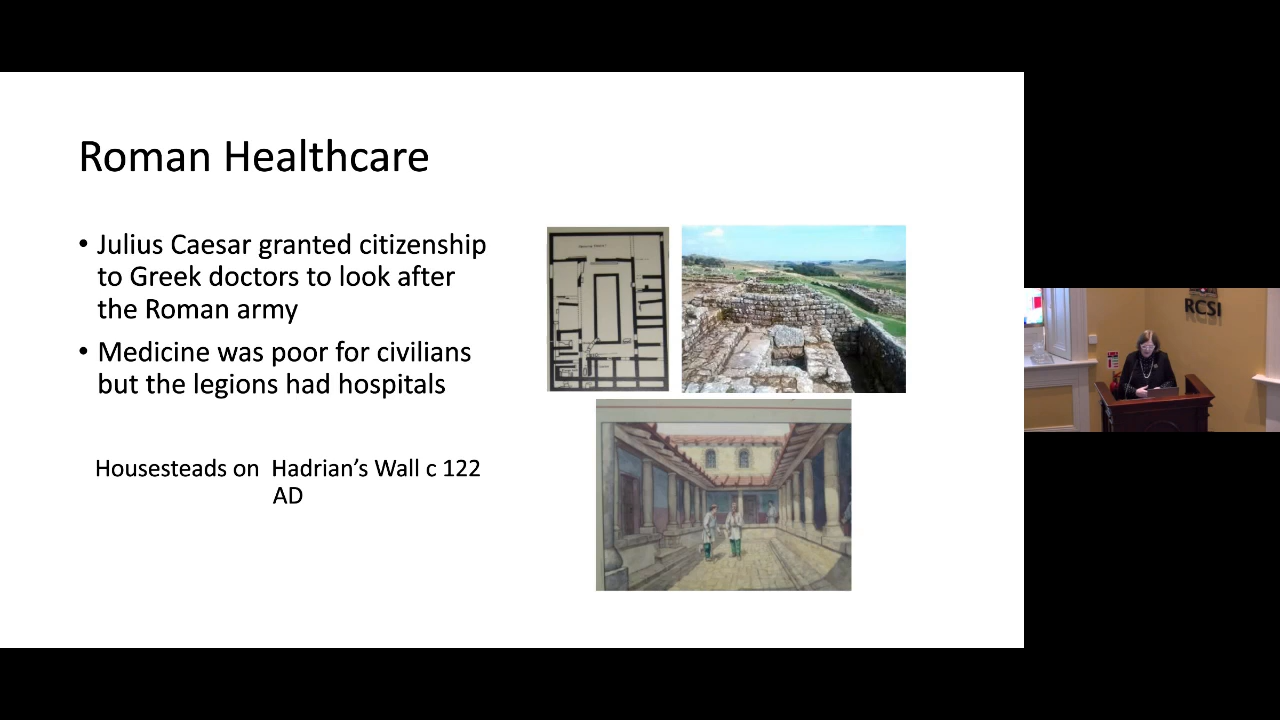 Roman Healthcare
• Julius Caesar granted citizenship
to Greek doctors to look after
the Roman army
• Medicine was poor for civilians
but the legions had hospitals
Housesteads on Hadrian's Wall c 122
AD
RCSI